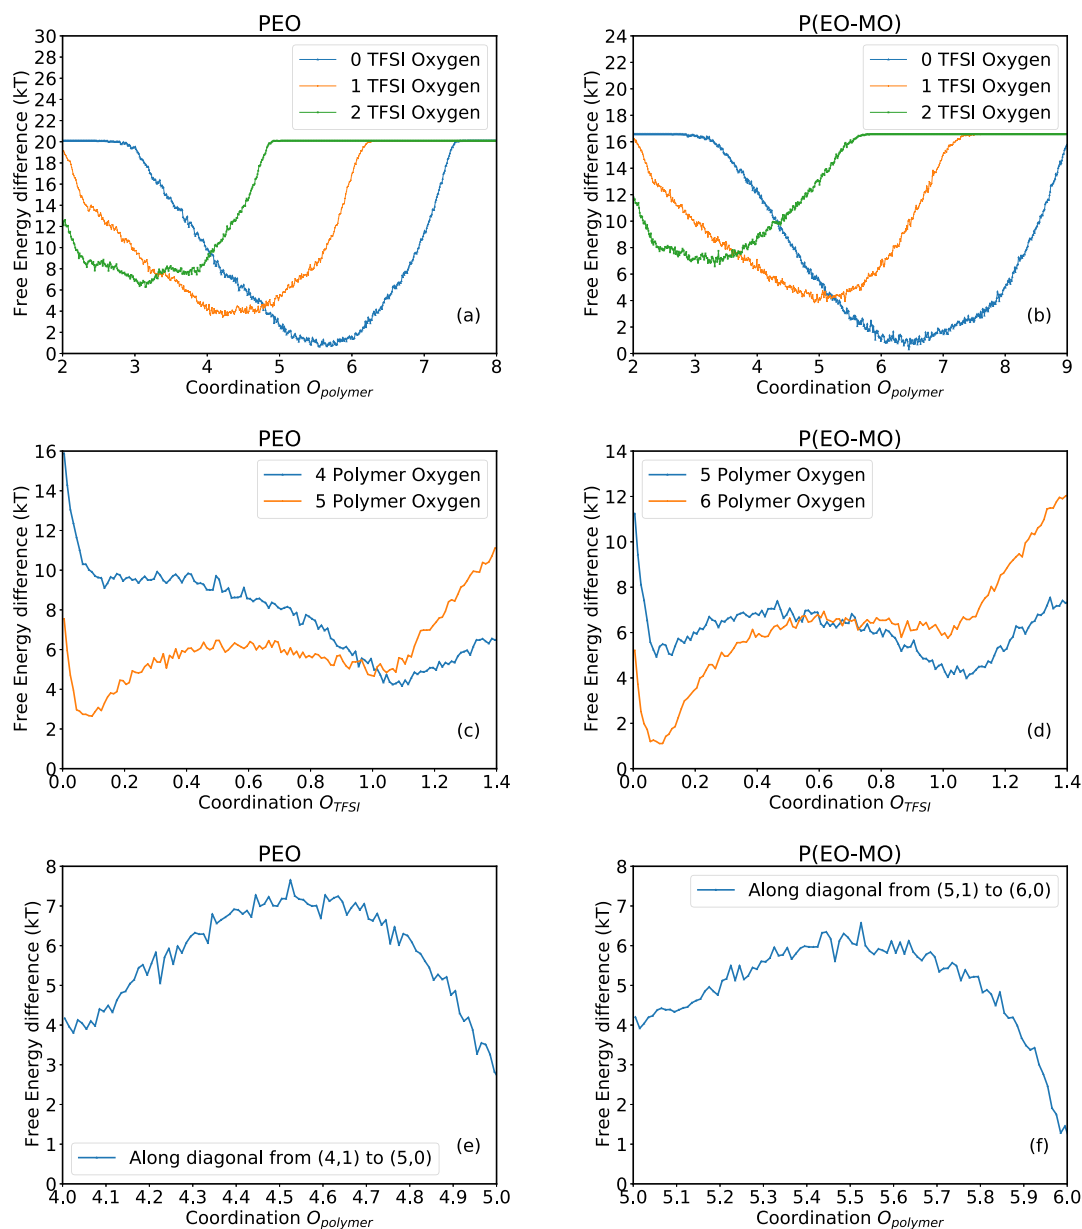 PEO
30
28
26
24
22
20
18
16
14
12
10
8
6
4
2
0
Free Energy difference (kT)
0 TFSI Oxygen
1 TFSI Oxygen
2 TFSI Oxygen
(a)
2 3 4 5 6 7 8
Coordination O_polymer
P(EO-MO)
24
22
20
18
16
14
12
10
8
6
4
2
0
Free Energy difference (kT)
0 TFSI Oxygen
1 TFSI Oxygen
2 TFSI Oxygen
(b)
2 3 4 5 6 7 8 9
Coordination O_polymer
PEO
16
14
12
10
8
6
4
2
0
Free Energy difference (kT)
4 Polymer Oxygen
5 Polymer Oxygen
(c)
0.0 0.2 0.4 0.6 0.8 1.0 1.2 1.4
Coordination O_TFSI
P(EO-MO)
14
12
10
8
6
4
2
0
Free Energy difference (kT)
5 Polymer Oxygen
6 Polymer Oxygen
(d)
0.0 0.2 0.4 0.6 0.8 1.0 1.2 1.4
Coordination O_TFSI
PEO
8
7
6
5
4
3
2
1
0
Free Energy difference (kT)
Along diagonal from (4,1) to (5,0)
(e)
4.0 4.1 4.2 4.3 4.4 4.5 4.6 4.7 4.8 4.9 5.0
Coordination O_polymer
P(EO-MO)
8
7
6
5
4
3
2
1
0
Free Energy difference (kT)
Along diagonal from (5,1) to (6,0)
(f)
5.0 5.1 5.2 5.3 5.4 5.5 5.6 5.7 5.8 5.9 6.0
Coordination O_polymer